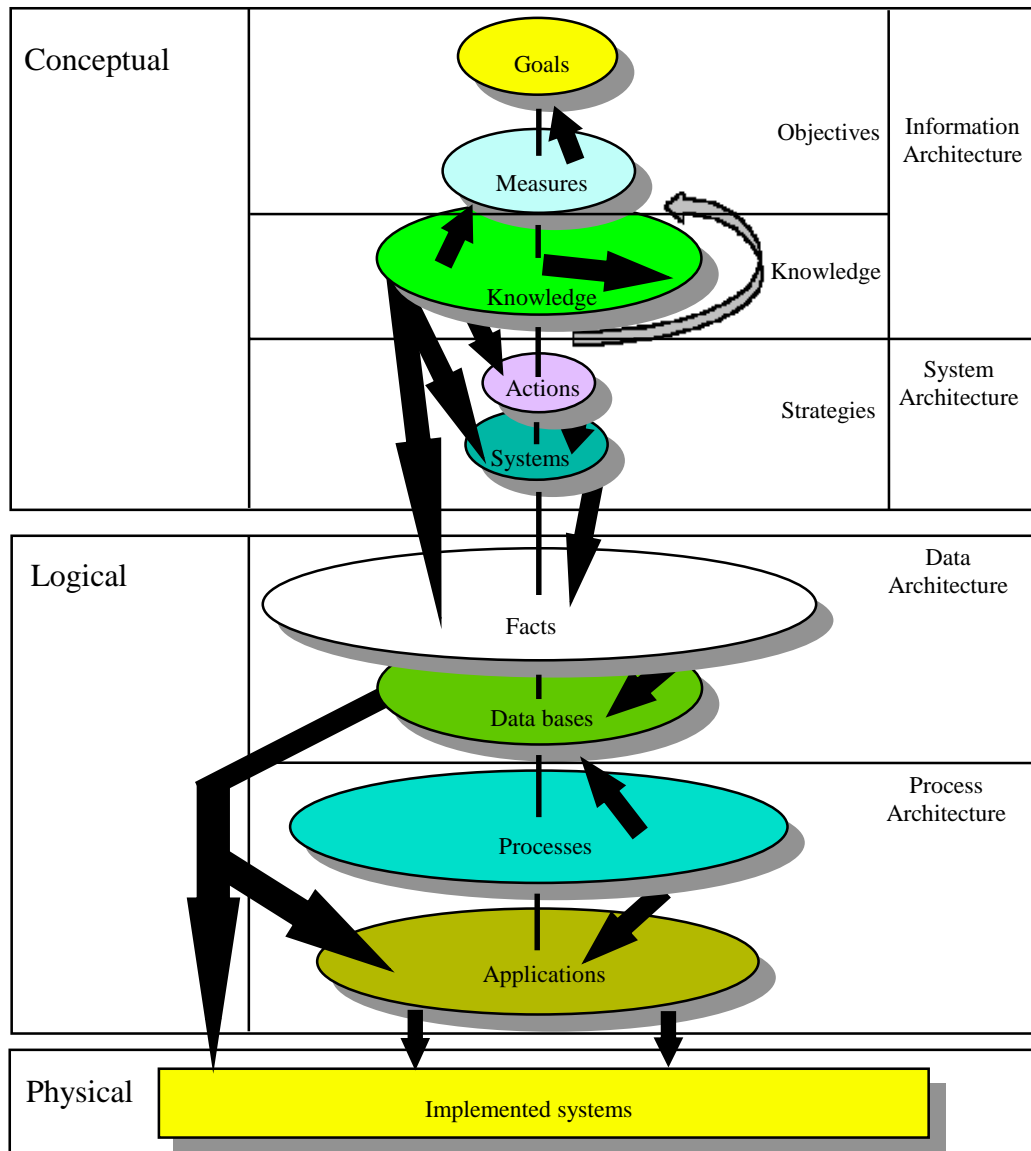 Conceptual
Goals
Objectives
Information
Architecture
Measures
Knowledge
Knowledge
Actions
Strategies
System
Architecture
Systems
Logical
Data
Architecture
Facts
Data bases
Process
Architecture
Processes
Applications
Physical
Implemented systems